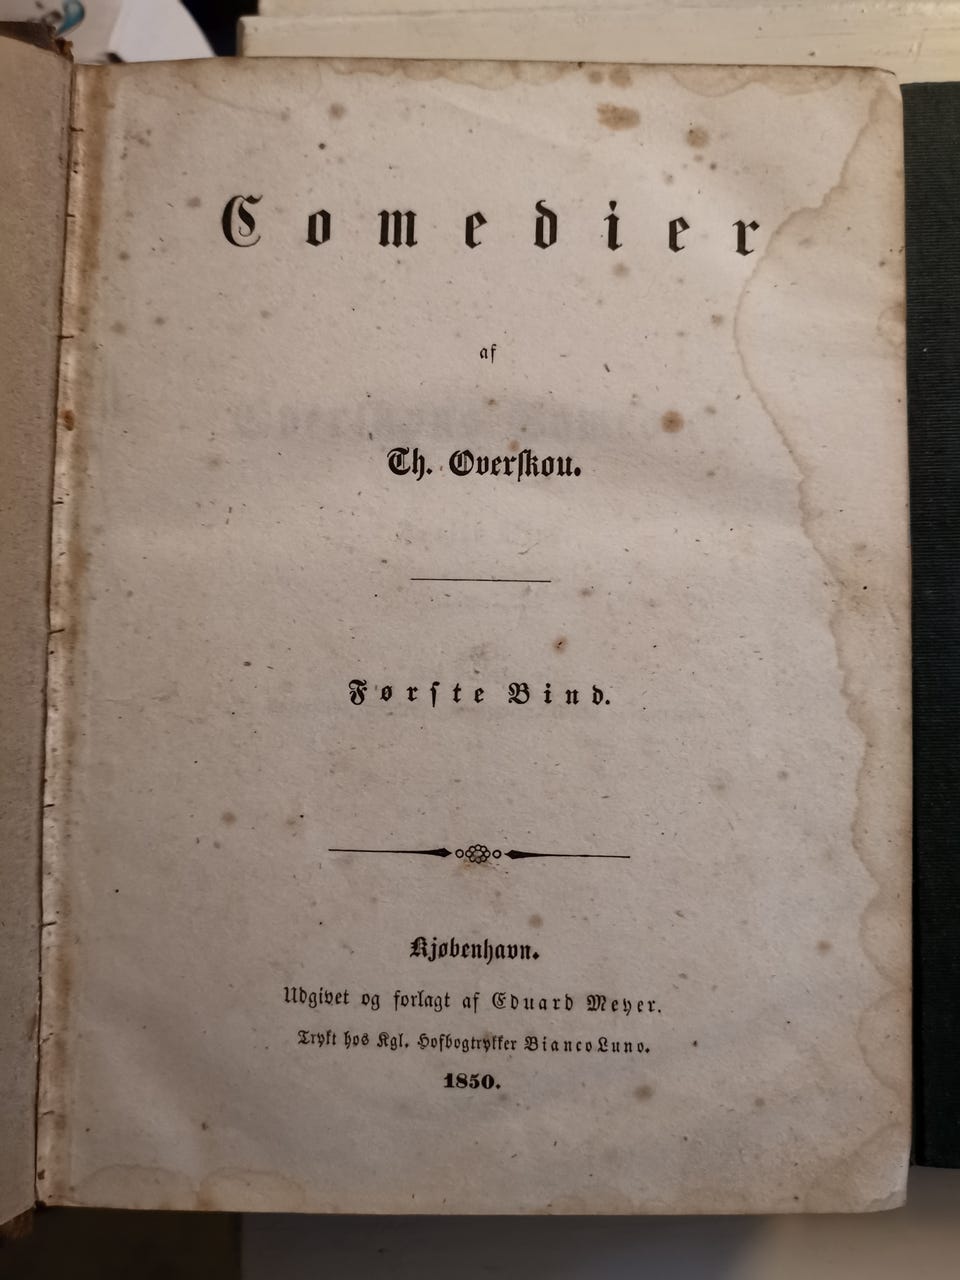 Comedier
af
Th. Overſkou.
Førſte Bind.
Kjøbenhavn.
Udgivet og forlagt af Eduard Meyer.
Trykt hos Kgl. Hofbogtrykker Bianco Luno.
1850.